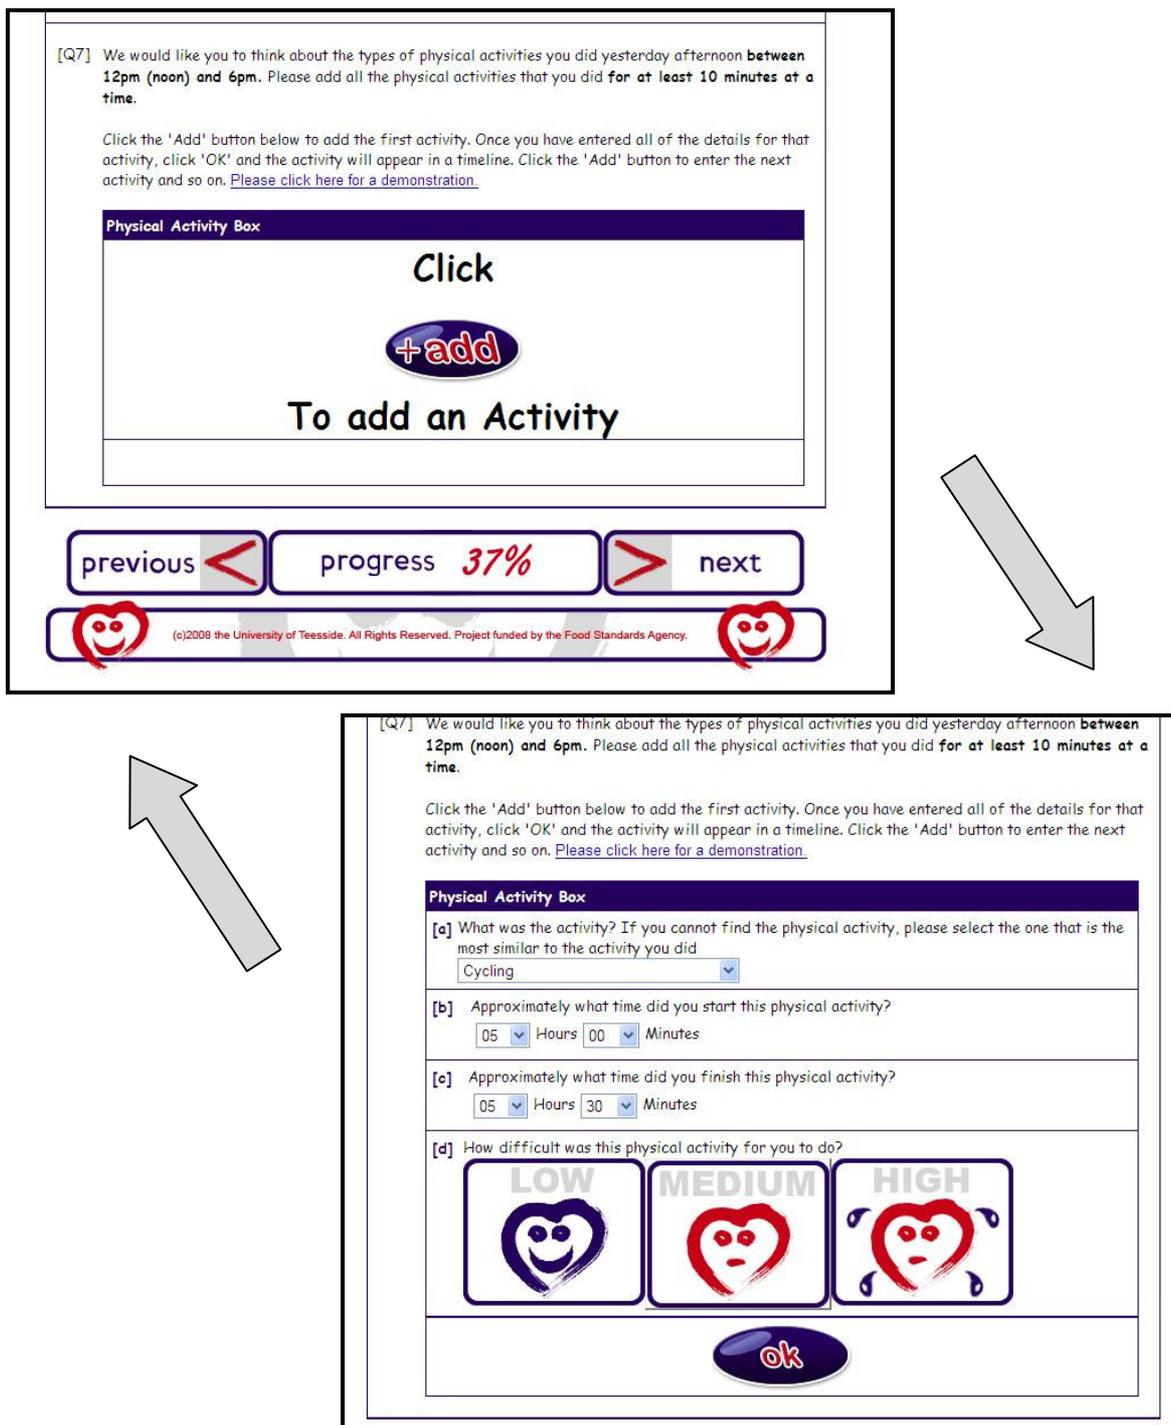 [Q7] We would like you to think about the types of physical activities you did yesterday afternoon between
12pm (noon) and 6pm. Please add all the physical activities that you did for at least 10 minutes at a
time.
Click the 'Add' button below to add the first activity. Once you have entered all of the details for that
activity, click 'OK' and the activity will appear in a timeline. Click the 'Add' button to enter the next
activity and so on. Please click here for a demonstration.
Physical Activity Box
Click
+add
To add an Activity
previous < progress 37% > next
(c)2008 the University of Teesside. All Rights Reserved. Project funded by the Food Standards Agency.
[Q7] We would like you to think about the types of physical activities you did yesterday afternoon between
12pm (noon) and 6pm. Please add all the physical activities that you did for at least 10 minutes at a
time.
Click the 'Add' button below to add the first activity. Once you have entered all of the details for that
activity, click 'OK' and the activity will appear in a timeline. Click the 'Add' button to enter the next
activity and so on. Please click here for a demonstration.
Physical Activity Box
[a] What was the activity? If you cannot find the physical activity, please select the one that is the
most similar to the activity you did
Cycling
[b] Approximately what time did you start this physical activity?
05 Hours 00 Minutes
[c] Approximately what time did you finish this physical activity?
05 Hours 30 Minutes
[d] How difficult was this physical activity for you to do?
LOW MEDIUM HIGH
ok